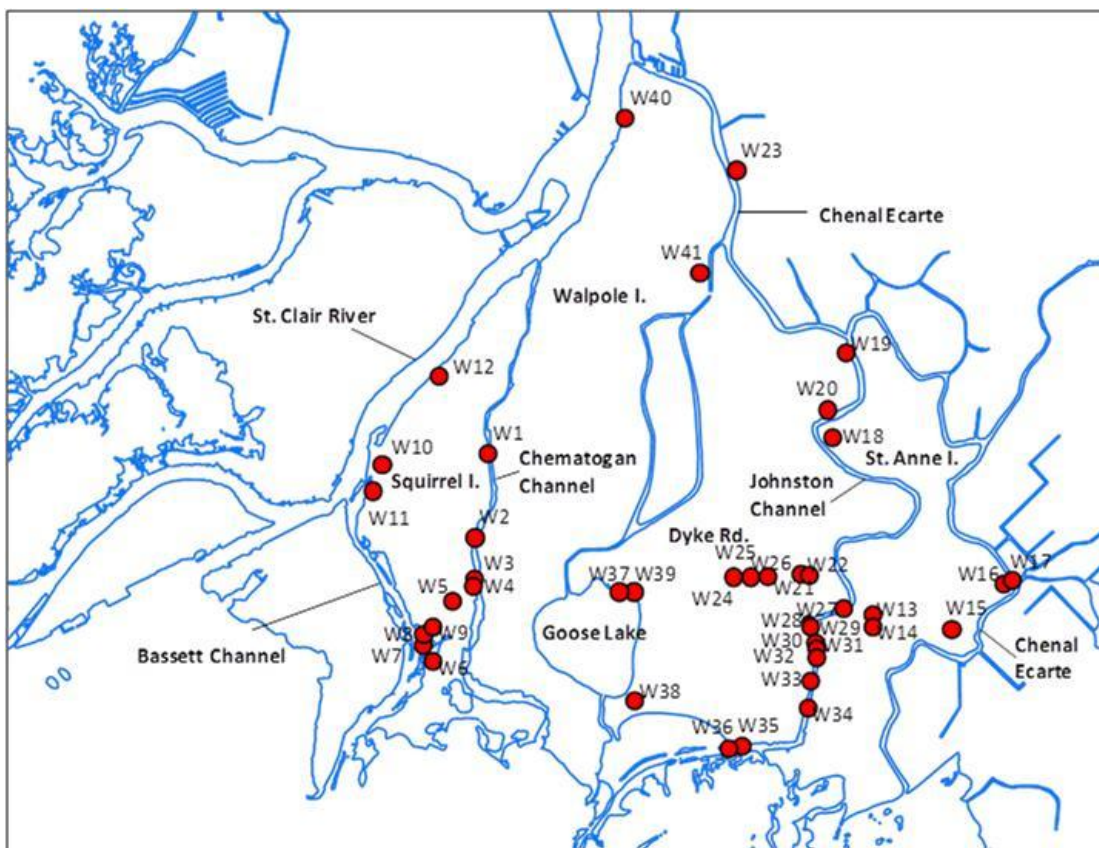 W40
W23
Chenal Ecarte
W41
Walpole I.
St. Clair River
W19
W12
W20
W18
W1
W10
St. Anne I.
Squirrel I.
Chematogan
Channel
Johnston
Channel
W11
W2
Dyke Rd.
W3
W25
W26
W22
W17
W4
W37
W39
W16
W5
W24
W21
W27
W13
W15
W28
W29
W14
W8
W9
Goose Lake
W30
W31
Chenal
Ecarte
Bassett Channel
W7
W32
W6
W33
W38
W34
W36
W35